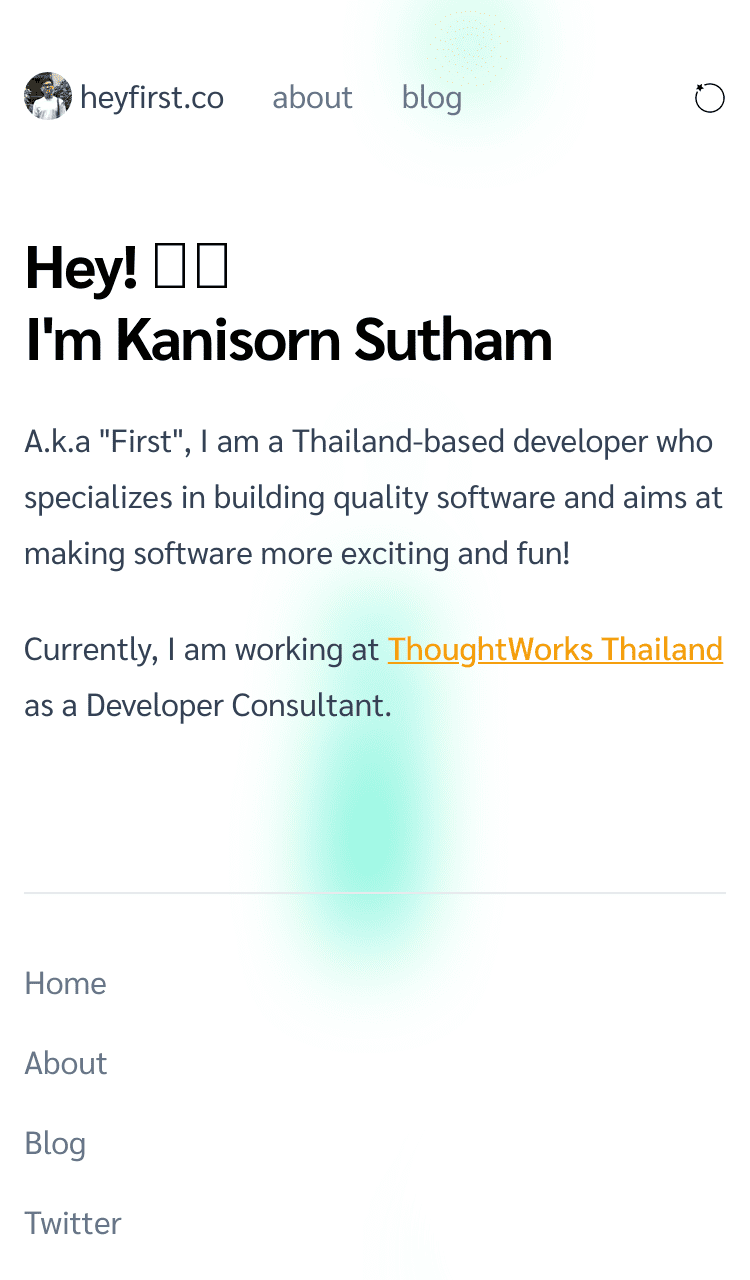 heyfirst.co about blog
Hey!
I'm Kanisorn Sutham
A.k.a "First", I am a Thailand-based developer who
specializes in building quality software and aims at
making software more exciting and fun!
Currently, I am working at ThoughtWorks Thailand
as a Developer Consultant.
Home
About
Blog
Twitter